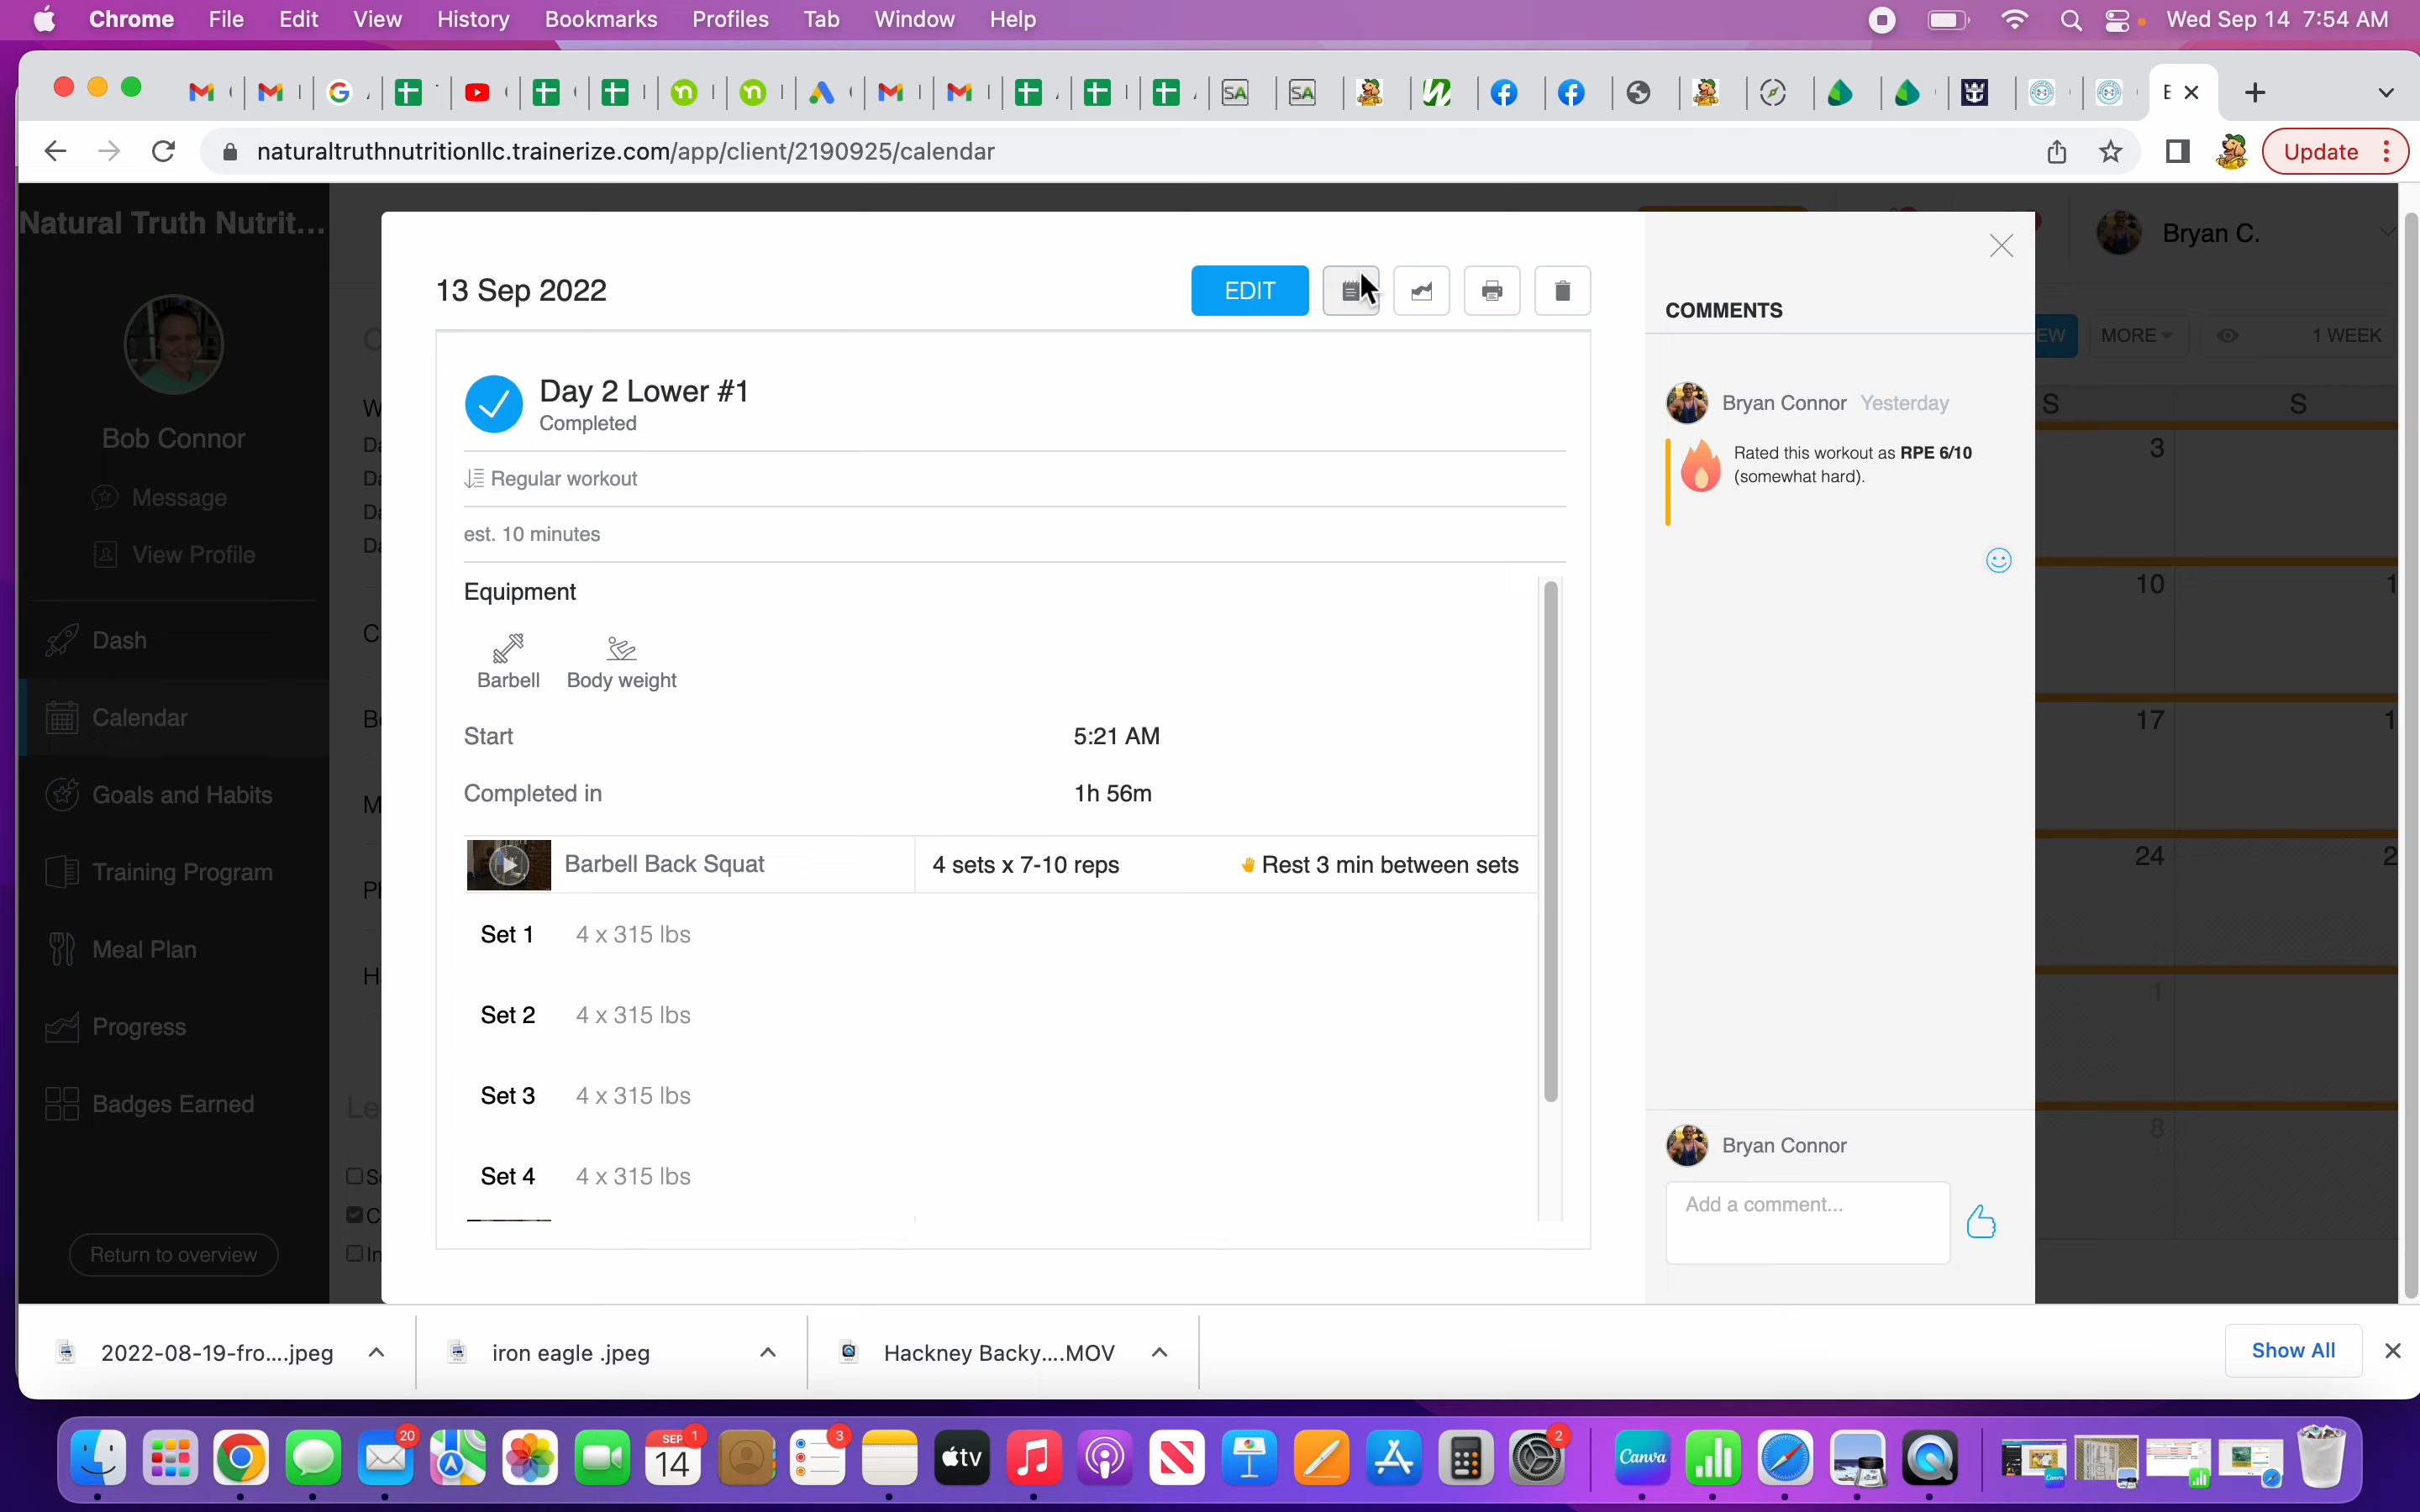 Chrome File Edit View History Bookmarks Profiles Tab Window Help Wed Sep 14 7:54 AM
naturaltruthnutritionllc.trainerize.com/app/client/2190925/calendar
Update
Natural Truth Nutrit...
Bryan C.
Bob Connor
Message
View Profile
Dash
Calendar
Goals and Habits
Training Program
Meal Plan
Progress
Badges Earned
Return to overview
13 Sep 2022
EDIT
Day 2 Lower #1
Completed
Regular workout
est. 10 minutes
Equipment
Barbell Body weight
Start 5:21 AM
Completed in 1h 56m
Barbell Back Squat 4 sets x 7-10 reps Rest 3 min between sets
Set 1 4 x 315 lbs
Set 2 4 x 315 lbs
Set 3 4 x 315 lbs
Set 4 4 x 315 lbs
COMMENTS
Bryan Connor Yesterday
Rated this workout as RPE 6/10
(somewhat hard).
Bryan Connor
Add a comment...
MORE 1 WEEK
S S
3
10
17
24
1
8
2022-08-19-fro....jpeg
iron eagle .jpeg
Hackney Backy....MOV
Show All
20
SEP 1
14
3
tv
2
Canva